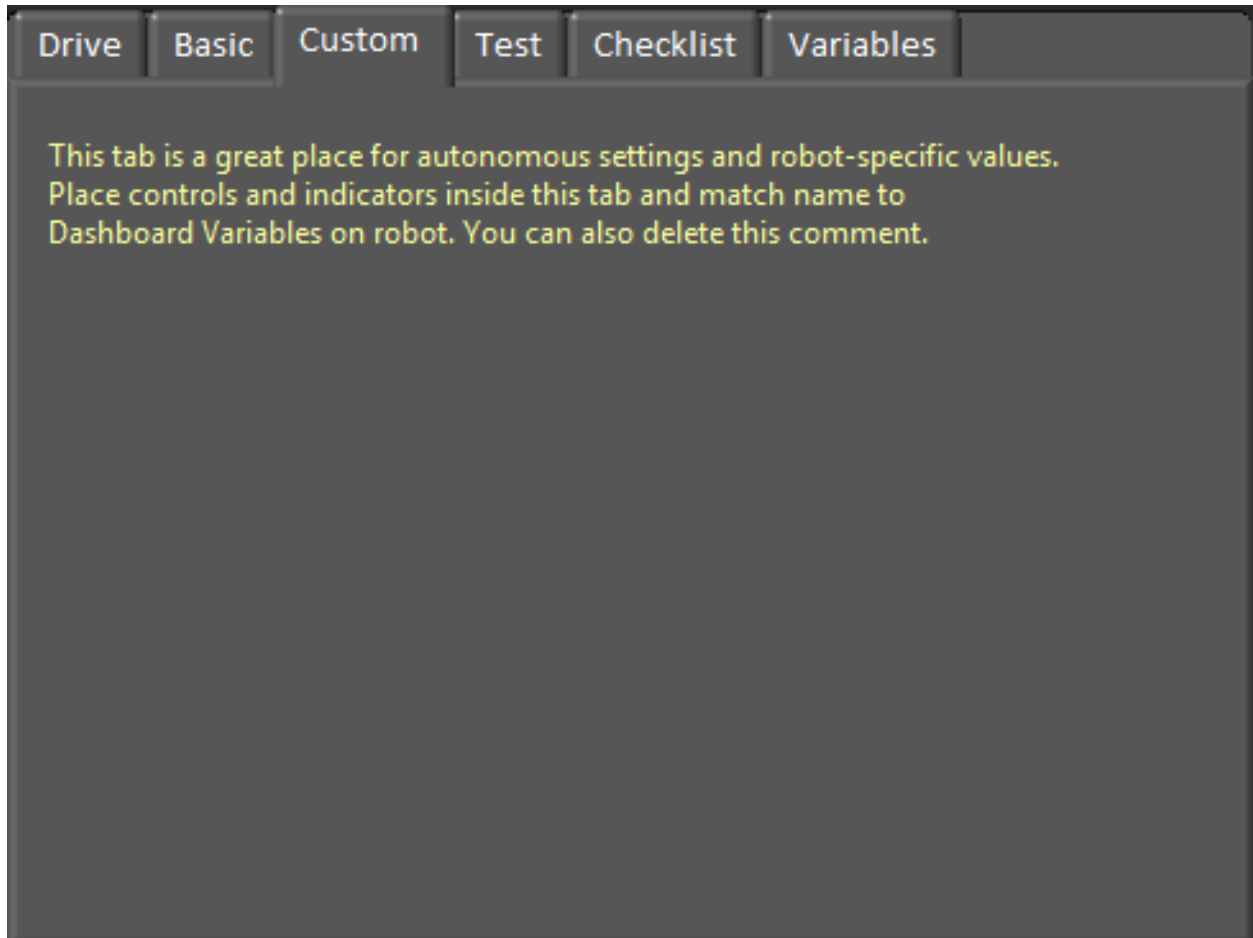 Drive Basic Custom Test Checklist Variables
This tab is a great place for autonomous settings and robot-specific values.
Place controls and indicators inside this tab and match name to
Dashboard Variables on robot. You can also delete this comment.